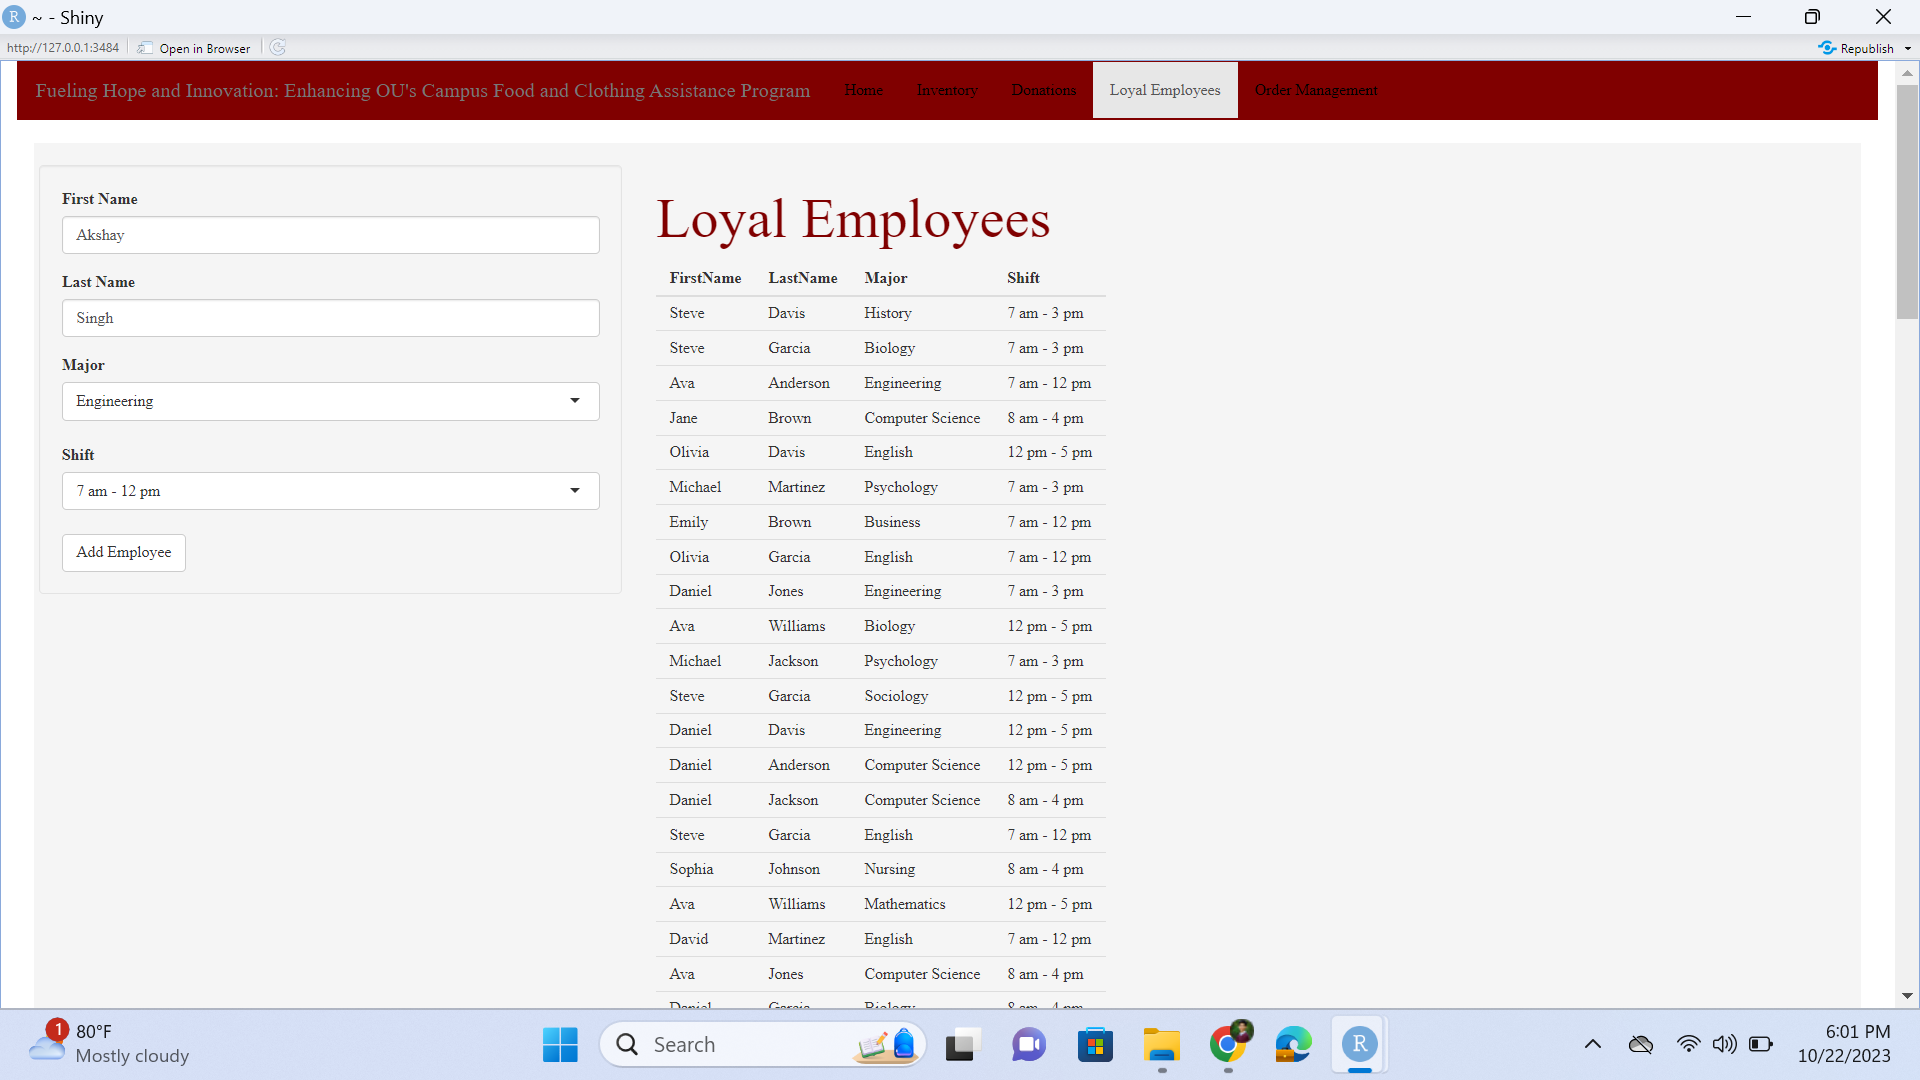 R ~ - Shiny
http://127.0.0.1:3484 Open in Browser Republish
Fueling Hope and Innovation: Enhancing OU's Campus Food and Clothing Assistance Program Home Inventory Donations Loyal Employees Order Management
First Name
Akshay
Last Name
Singh
Major
Engineering
Shift
7 am - 12 pm
Add Employee
Loyal Employees
FirstName LastName Major Shift
Steve Davis History 7 am - 3 pm
Steve Garcia Biology 7 am - 3 pm
Ava Anderson Engineering 7 am - 12 pm
Jane Brown Computer Science 8 am - 4 pm
Olivia Davis English 12 pm - 5 pm
Michael Martinez Psychology 7 am - 3 pm
Emily Brown Business 7 am - 12 pm
Olivia Garcia English 7 am - 12 pm
Daniel Jones Engineering 7 am - 3 pm
Ava Williams Biology 12 pm - 5 pm
Michael Jackson Psychology 7 am - 3 pm
Steve Garcia Sociology 12 pm - 5 pm
Daniel Davis Engineering 12 pm - 5 pm
Daniel Anderson Computer Science 12 pm - 5 pm
Daniel Jackson Computer Science 8 am - 4 pm
Steve Garcia English 7 am - 12 pm
Sophia Johnson Nursing 8 am - 4 pm
Ava Williams Mathematics 12 pm - 5 pm
David Martinez English 7 am - 12 pm
Ava Jones Computer Science 8 am - 4 pm
Daniel Garcia Biology 8 am - 4 pm
1 80°F
Mostly cloudy
Search
R
6:01 PM
10/22/2023